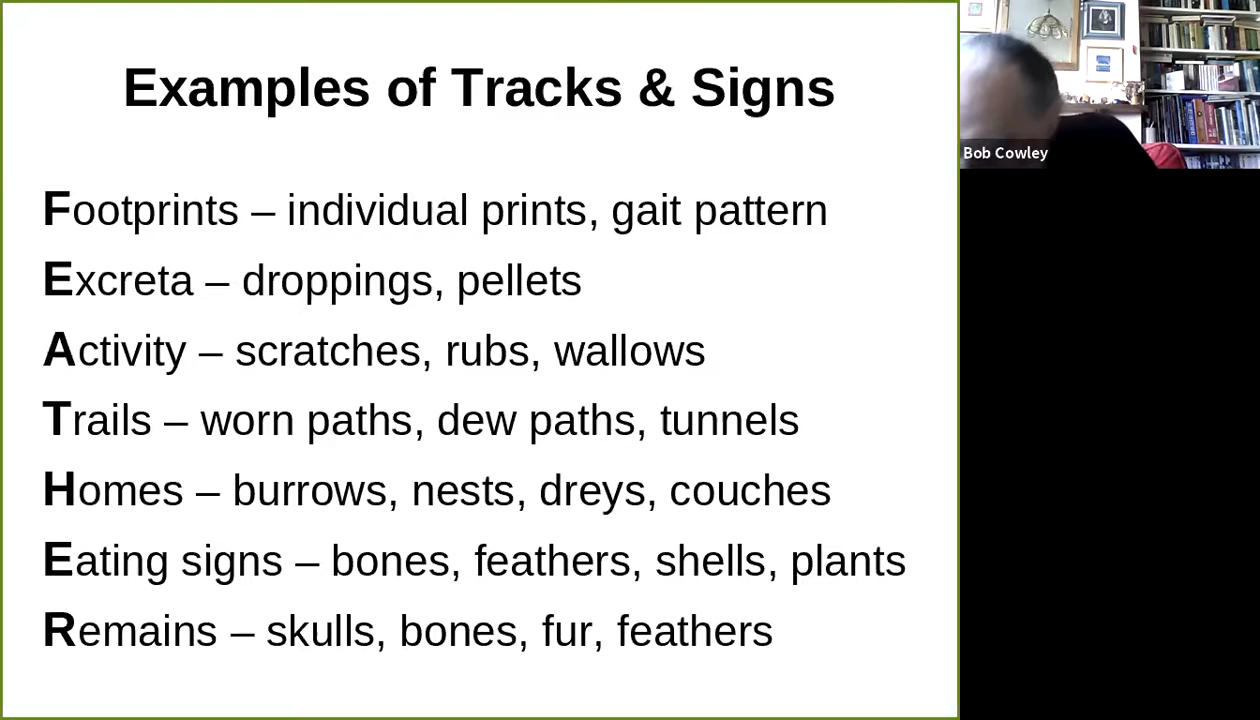 Examples of Tracks & Signs
Footprints – individual prints, gait pattern
Excreta – droppings, pellets
Activity – scratches, rubs, wallows
Trails – worn paths, dew paths, tunnels
Homes – burrows, nests, dreys, couches
Eating signs – bones, feathers, shells, plants
Remains – skulls, bones, fur, feathers
Bob Cowley